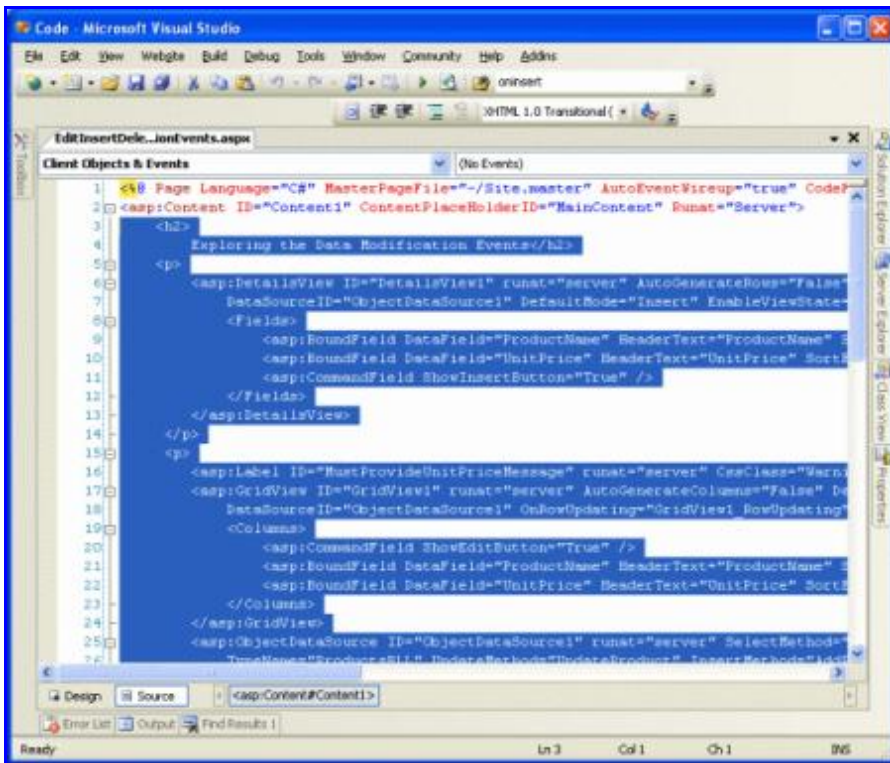 Code - Microsoft Visual Studio
File Edit View Website Build Debug Tools Window Community Help Addins
oninsert
XHTML 1.0 Transitional (
Toolbox
EditInsertDele...ionEvents.aspx
Client Objects & Events
(No Events)
1 <%@ Page Language="C#" MasterPageFile="~/Site.master" AutoEventWireup="true"
2 <asp:Content ID="Content1" ContentPlaceHolderID="MainContent" Runat="Server">
3 <h2>
4 Exploring the Data Modification Events</h2>
5 <p>
6 <asp:DetailsView ID="DetailsView1" runat="server" AutoGenerateRows="False"
7 DataSourceID="ObjectDataSource1" DefaultMode="Insert" EnableViewState=
8 <Fields>
9 <asp:BoundField DataField="ProductName" HeaderText="ProductName"
10 <asp:BoundField DataField="UnitPrice" HeaderText="UnitPrice"
11 <asp:CommandField ShowInsertButton="True" />
12 </Fields>
13 </asp:DetailsView>
14 </p>
15 <p>
16 <asp:Label ID="MustProvideUnitPriceMessage" runat="server" CssClass="Warni
17 <asp:GridView ID="GridView1" runat="server" AutoGenerateColumns="False"
18 DataSourceID="ObjectDataSource1" OnRowUpdating="GridView1_RowUpdating"
19 <Columns>
20 <asp:CommandField ShowEditButton="True" />
21 <asp:BoundField DataField="ProductName" HeaderText="ProductName"
22 <asp:BoundField DataField="UnitPrice" HeaderText="UnitPrice"
23 </Columns>
24 </asp:GridView>
25 <asp:ObjectDataSource ID="ObjectDataSource1" runat="server" SelectMethod="
26 TypeName="ProductsBLL" UpdateMethod="UpdateProduct"
Solution Explorer
Server Explorer
Class View
Properties
Design Source <asp:Content#Content1>
Error List Output Find Results 1
Ready Ln 3 Col 1 Ch 1 INS